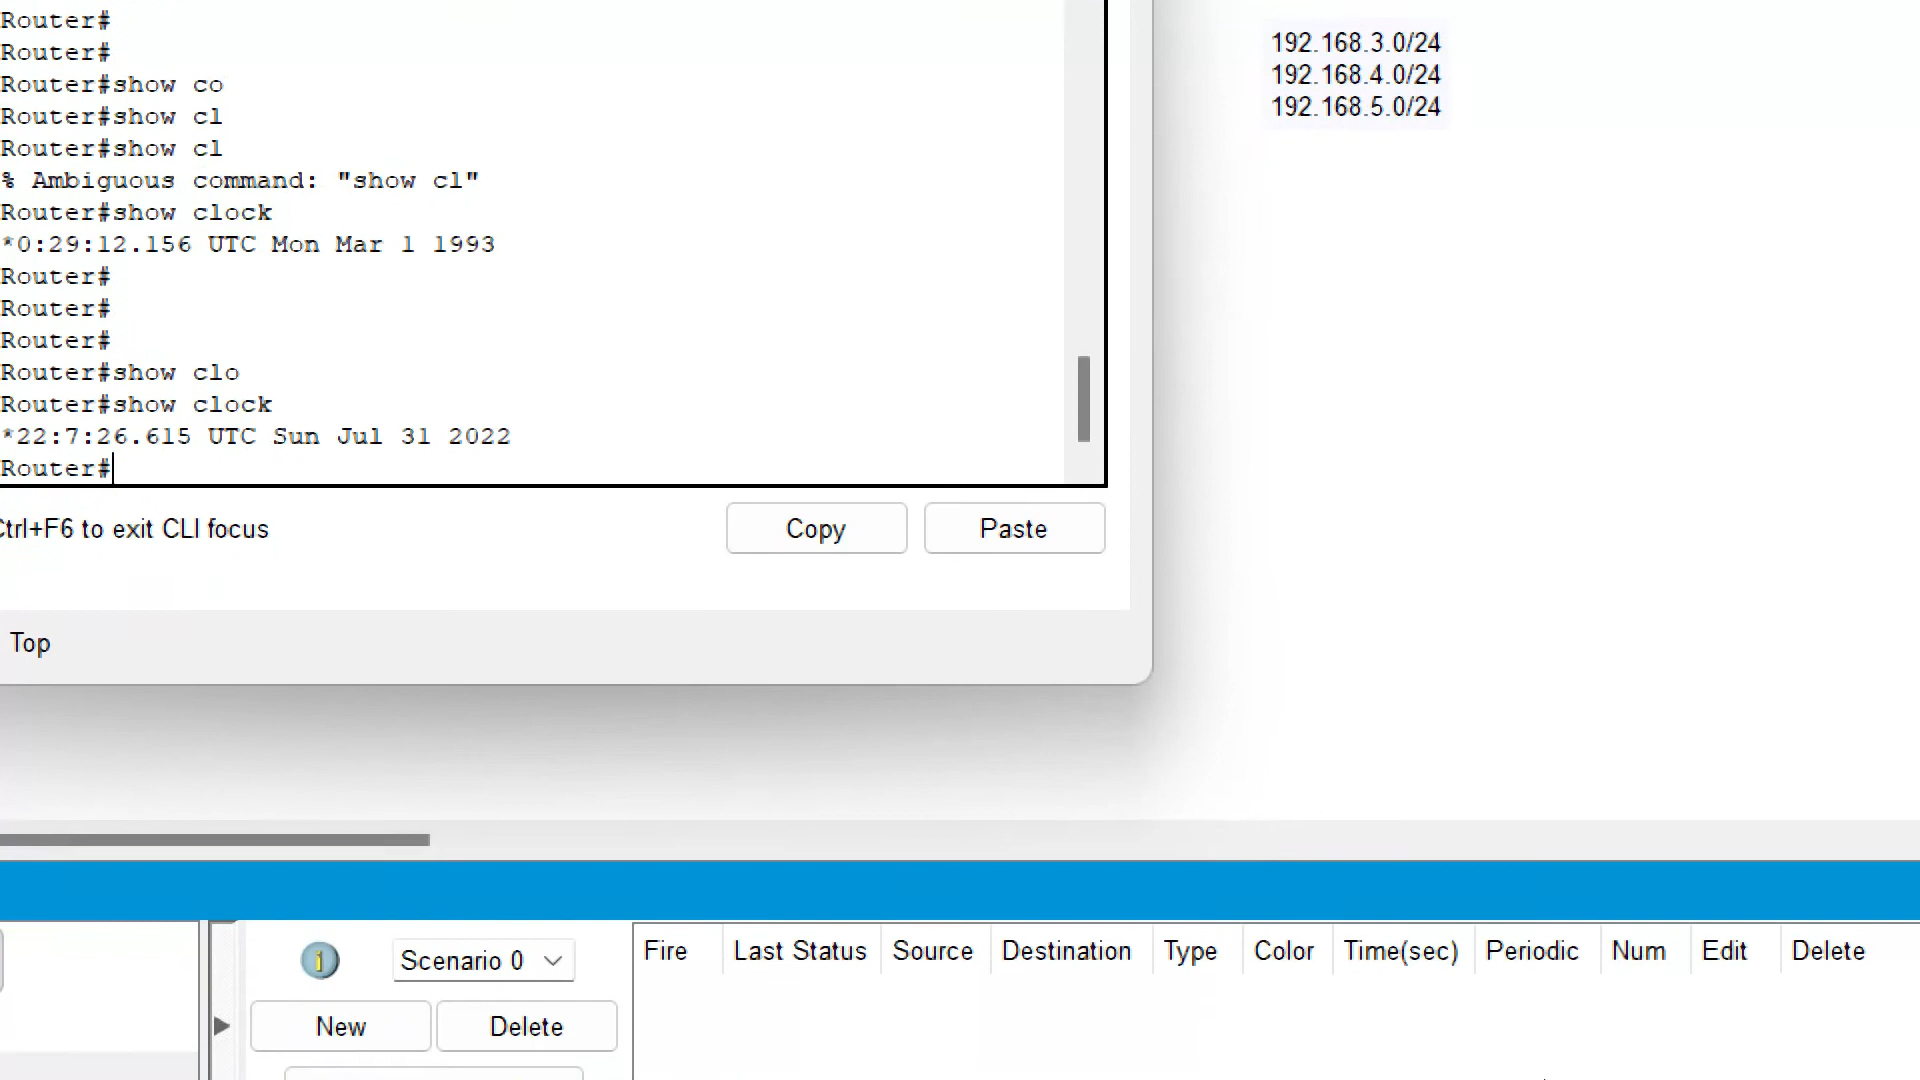 Router#
Router#
Router#show co
Router#show cl
Router#show cl
% Ambiguous command: "show cl"
Router#show clock
*0:29:12.156 UTC Mon Mar 1 1993
Router#
Router#
Router#
Router#show clo
Router#show clock
*22:7:26.615 UTC Sun Jul 31 2022
Router#
Ctrl+F6 to exit CLI focus
Copy
Paste
Top
192.168.3.0/24
192.168.4.0/24
192.168.5.0/24
Scenario 0
New
Delete
Fire Last Status Source Destination Type Color Time(sec) Periodic Num Edit Delete